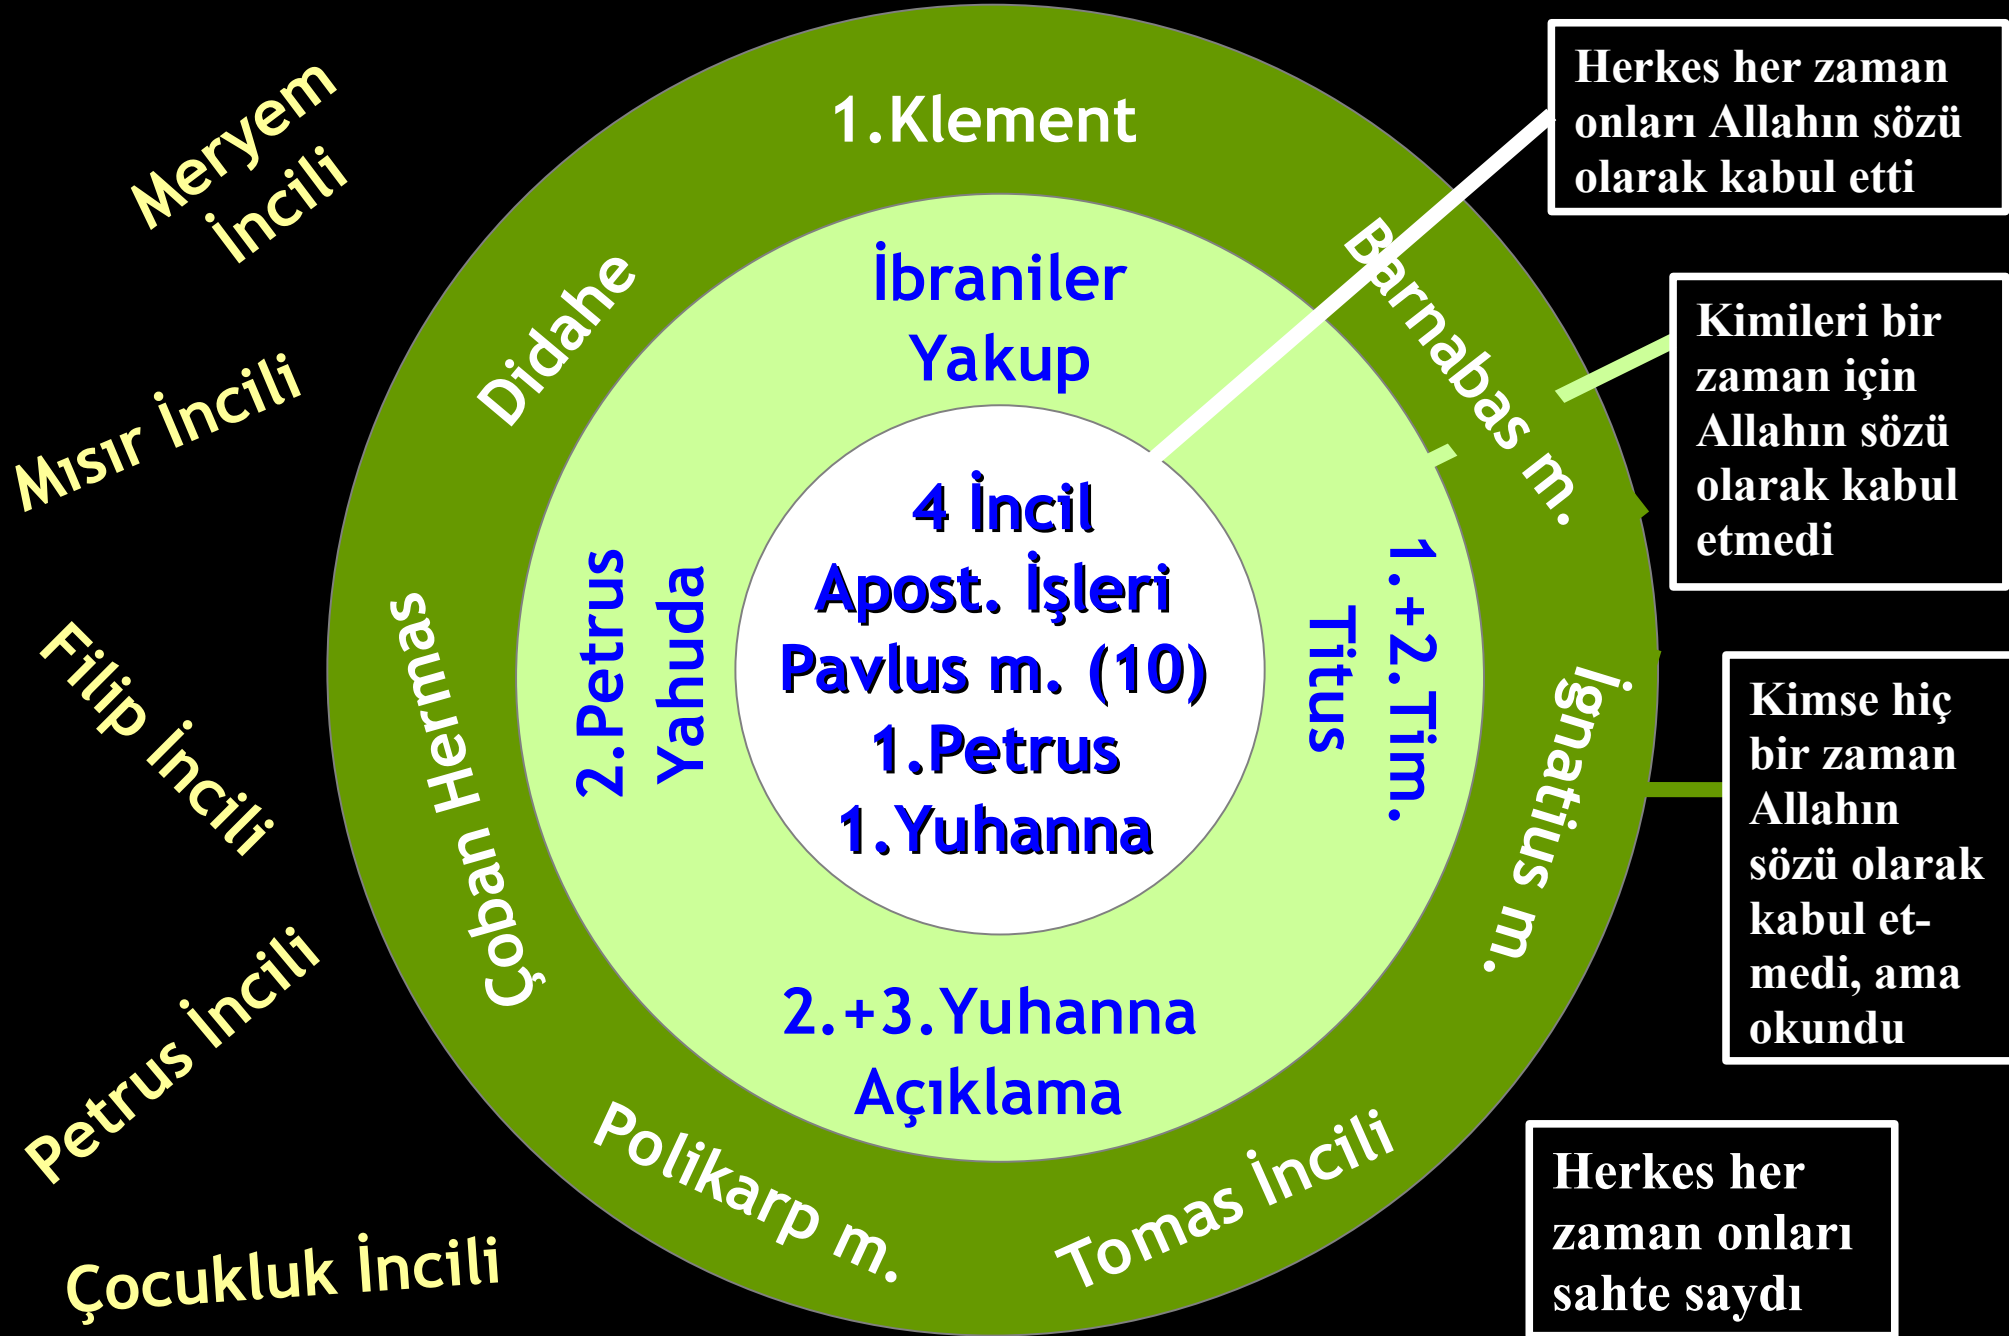 Meryem
İncili
Mısır İncili
Filip İncili
Petrus İncili
Çocukluk İncili
1.Klement
Didahe
Barnabas m.
Çoban Hermas
İgnatius m.
Polikarp m.
Tomas İncili
İbraniler
Yakup
2.Petrus
Yahuda
1.+2.Tim.
Titus
2.+3.Yuhanna
Açıklama
4 İncil
Apost. İşleri
Pavlus m. (10)
1.Petrus
1.Yuhanna
Herkes her zaman
onları Allahın sözü
olarak kabul etti
Kimileri bir
zaman için
Allahın sözü
olarak kabul
etmedi
Kimse hiç
bir zaman
Allahın
sözü olarak
kabul et-
medi, ama
okundu
Herkes her
zaman onları
sahte saydı